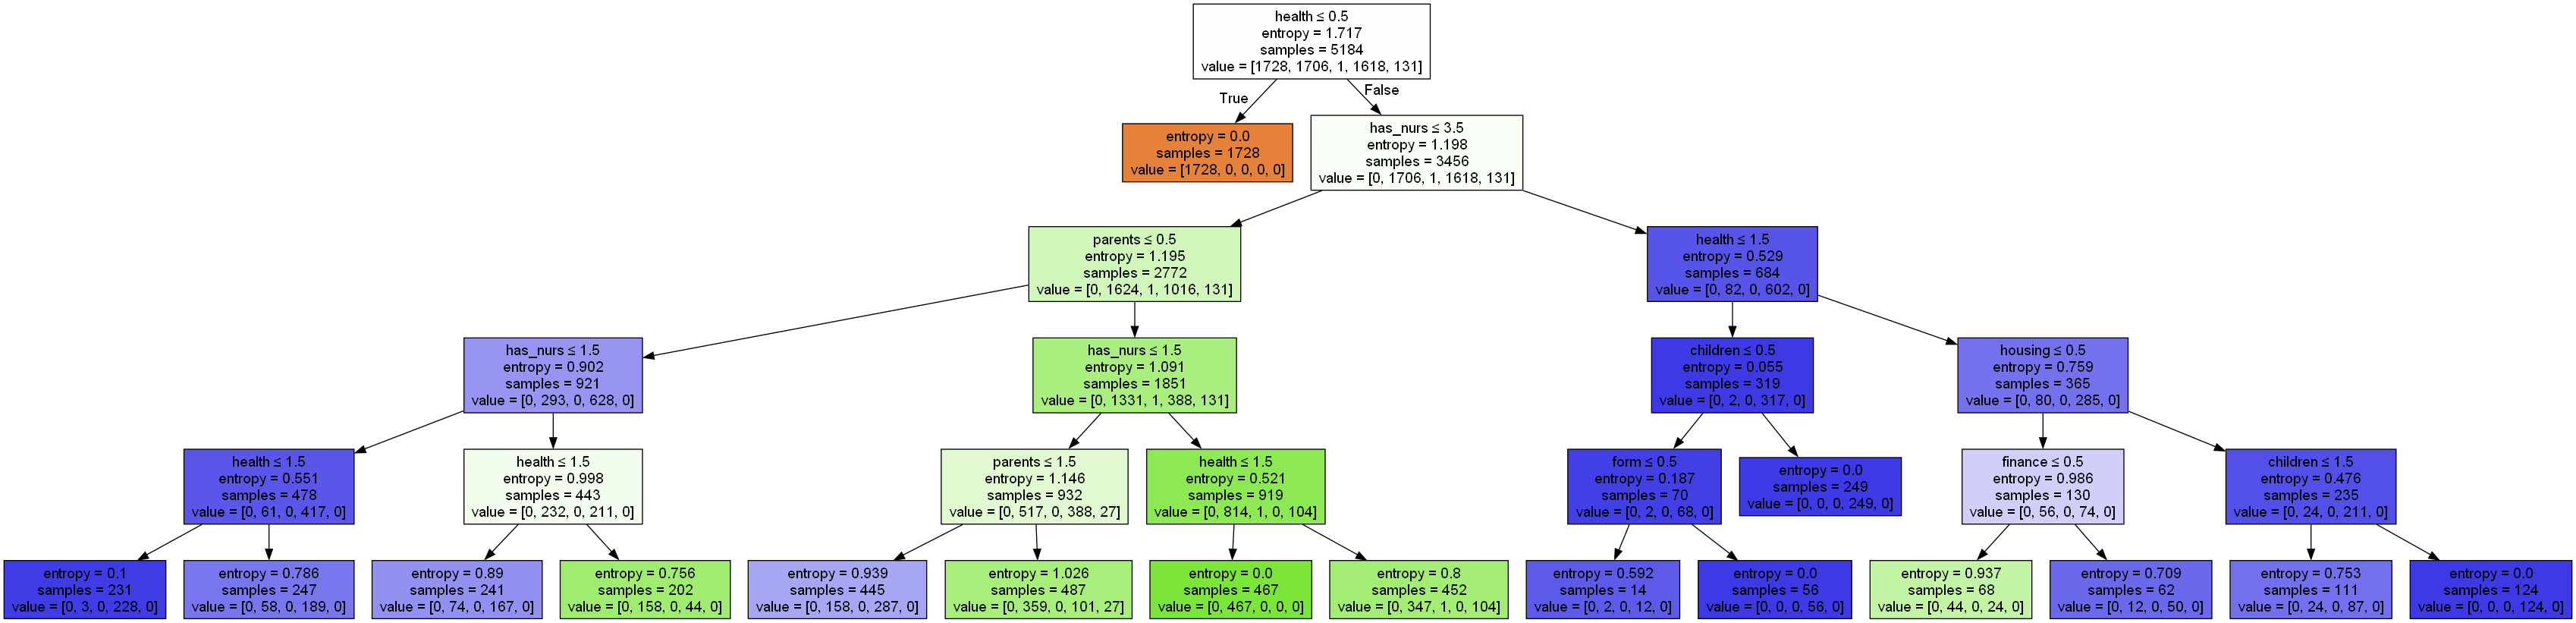 health ≤ 0.5
entropy = 1.717
samples = 5184
value = [1728, 1706, 1, 1618, 131]
True
False
entropy = 0.0
samples = 1728
value = [1728, 0, 0, 0, 0]
has_nurs ≤ 3.5
entropy = 1.198
samples = 3456
value = [0, 1706, 1, 1618, 131]
parents ≤ 0.5
entropy = 1.195
samples = 2772
value = [0, 1624, 1, 1016, 131]
health ≤ 1.5
entropy = 0.529
samples = 684
value = [0, 82, 0, 602, 0]
has_nurs ≤ 1.5
entropy = 0.902
samples = 921
value = [0, 293, 0, 628, 0]
has_nurs ≤ 1.5
entropy = 1.091
samples = 1851
value = [0, 1331, 1, 388, 131]
children ≤ 0.5
entropy = 0.055
samples = 319
value = [0, 2, 0, 317, 0]
housing ≤ 0.5
entropy = 0.759
samples = 365
value = [0, 80, 0, 285, 0]
health ≤ 1.5
entropy = 0.551
samples = 478
value = [0, 61, 0, 417, 0]
health ≤ 1.5
entropy = 0.998
samples = 443
value = [0, 232, 0, 211, 0]
parents ≤ 1.5
entropy = 1.146
samples = 932
value = [0, 517, 0, 388, 27]
health ≤ 1.5
entropy = 0.521
samples = 919
value = [0, 814, 1, 0, 104]
form ≤ 0.5
entropy = 0.187
samples = 70
value = [0, 2, 0, 68, 0]
entropy = 0.0
samples = 249
value = [0, 0, 0, 249, 0]
finance ≤ 0.5
entropy = 0.986
samples = 130
value = [0, 56, 0, 74, 0]
children ≤ 1.5
entropy = 0.476
samples = 235
value = [0, 24, 0, 211, 0]
entropy = 0.1
samples = 231
value = [0, 3, 0, 228, 0]
entropy = 0.786
samples = 247
value = [0, 58, 0, 189, 0]
entropy = 0.89
samples = 241
value = [0, 74, 0, 167, 0]
entropy = 0.756
samples = 202
value = [0, 158, 0, 44, 0]
entropy = 0.939
samples = 445
value = [0, 158, 0, 287, 0]
entropy = 1.026
samples = 487
value = [0, 359, 0, 101, 27]
entropy = 0.0
samples = 467
value = [0, 467, 0, 0, 0]
entropy = 0.8
samples = 452
value = [0, 347, 1, 0, 104]
entropy = 0.592
samples = 14
value = [0, 2, 0, 12, 0]
entropy = 0.0
samples = 56
value = [0, 0, 0, 56, 0]
entropy = 0.937
samples = 68
value = [0, 44, 0, 24, 0]
entropy = 0.709
samples = 62
value = [0, 12, 0, 50, 0]
entropy = 0.753
samples = 111
value = [0, 24, 0, 87, 0]
entropy = 0.0
samples = 124
value = [0, 0, 0, 124, 0]